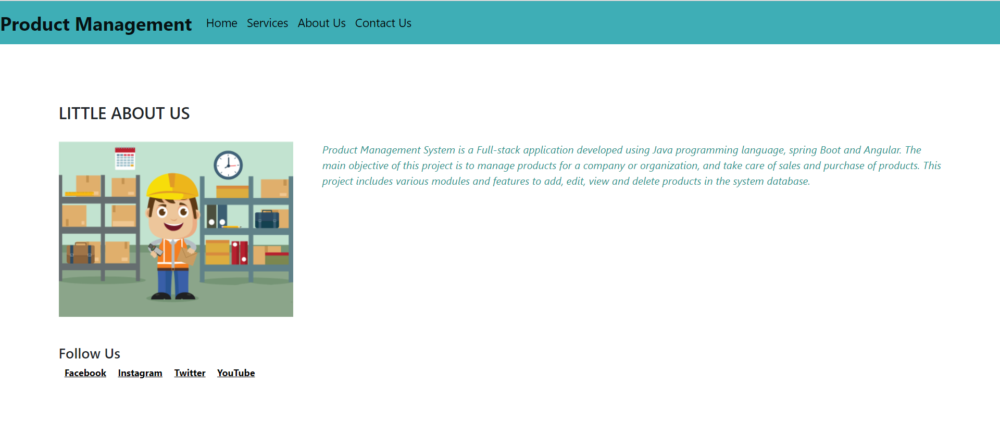 Product Management Home Services About Us Contact Us
LITTLE ABOUT US
Product Management System is a Full-stack application developed using Java programming language, spring Boot and Angular. The
main objective of this project is to manage products for a company or organization, and take care of sales and purchase of products. This
project includes various modules and features to add, edit, view and delete products in the system database.
Follow Us
Facebook Instagram Twitter YouTube